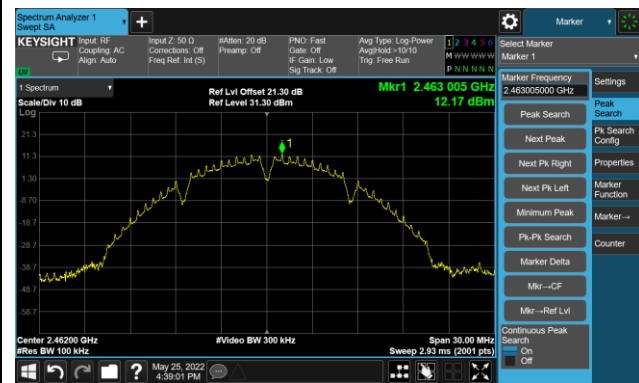 Spectrum Analyzer 1
Swept SA
+
Marker
KEYSIGHT
Input: RF
Coupling: AC
Align: Auto
Input Z: 50 Ω
Corrections: Off
Freq Ref: Int (S)
#Atten: 20 dB
Preamp: Off
PNO: Fast
Gate: Off
IF Gain: Low
Sig Track: Off
Avg Type: Log-Power
Avg|Hold:>10/10
Trig: Free Run
1 2 3 4 5 6
M W W W W W
P N N N N N
Select Marker
Marker 1
LXI
1 Spectrum
Ref Lvl Offset 21.30 dB
Mkr1 2.463 005 GHz
Scale/Div 10 dB
Ref Level 31.30 dBm
12.17 dBm
Log
21.3
11.3
1.30
-8.70
-18.7
-28.7
-38.7
-48.7
-58.7
1
Center 2.46200 GHz
#Video BW 300 kHz
Span 30.00 MHz
#Res BW 100 kHz
Sweep 2.93 ms (2001 pts)
Marker Frequency
2.463005000 GHz
Peak Search
Next Peak
Next Pk Right
Next Pk Left
Minimum Peak
Pk-Pk Search
Marker Delta
Mkr→CF
Mkr→Ref Lvl
Continuous Peak
Search
On
Off
Settings
Peak
Search
Pk Search
Config
Properties
Marker
Function
Marker→
Counter
?
May 25, 2022
4:39:01 PM